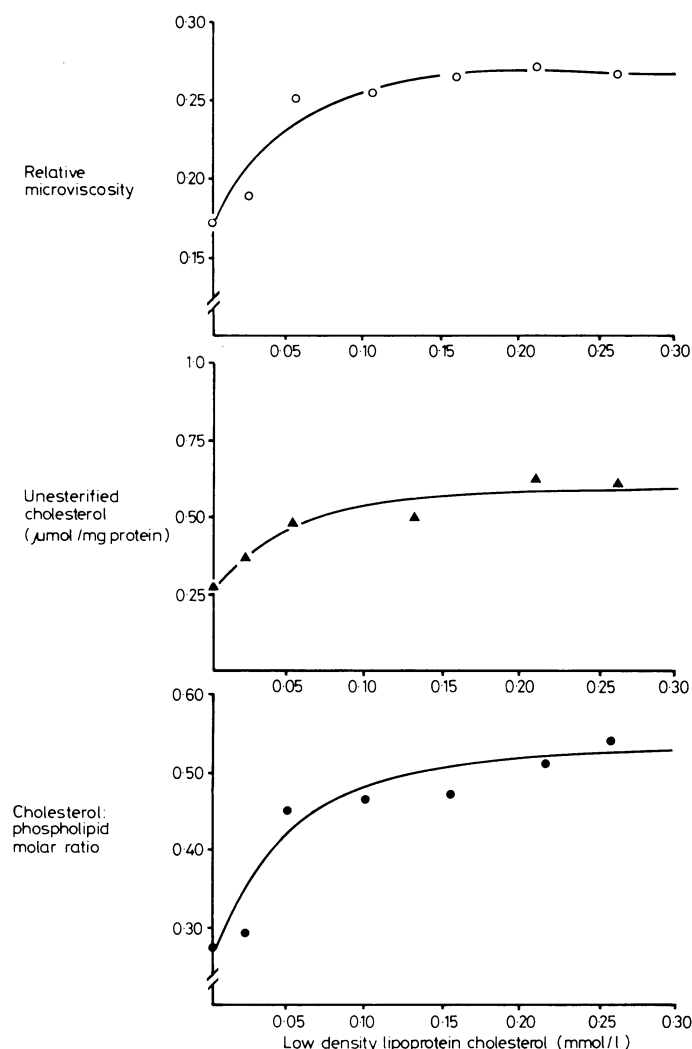 0·30
0·25
Relative
microviscosity
0·20
0·15
0·05 0·10 0·15 0·20 0·25 0·30
1·0
0·75
Unesterified
cholesterol
(μmol/mg protein)
0·50
0·25
0·05 0·10 0·15 0·20 0·25 0·30
0·60
0·50
Cholesterol:
phospholipid
molar ratio
0·40
0·30
0·05 0·10 0·15 0·20 0·25 0·30
Low density lipoprotein cholesterol (mmol/l)